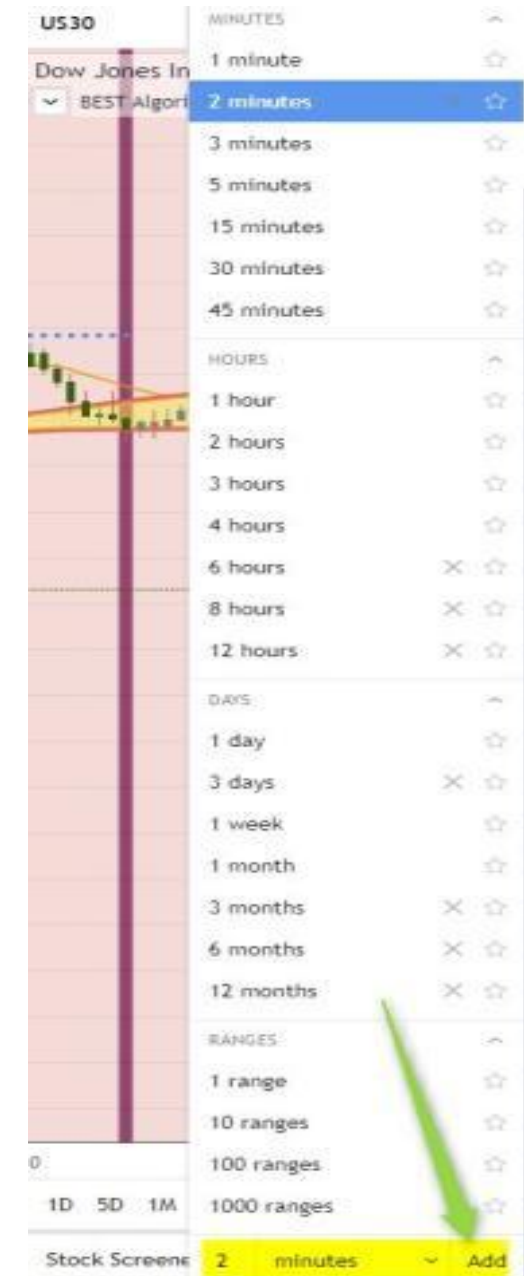 US30
Dow Jones In
BEST Algori
MINUTES
1 minute
2 minutes
3 minutes
5 minutes
15 minutes
30 minutes
45 minutes
HOURS
1 hour
2 hours
3 hours
4 hours
6 hours
8 hours
12 hours
DAYS
1 day
3 days
1 week
1 month
3 months
6 months
12 months
RANGES
1 range
10 ranges
100 ranges
1000 ranges
2 minutes Add
0
1D 5D 1M
Stock Screene